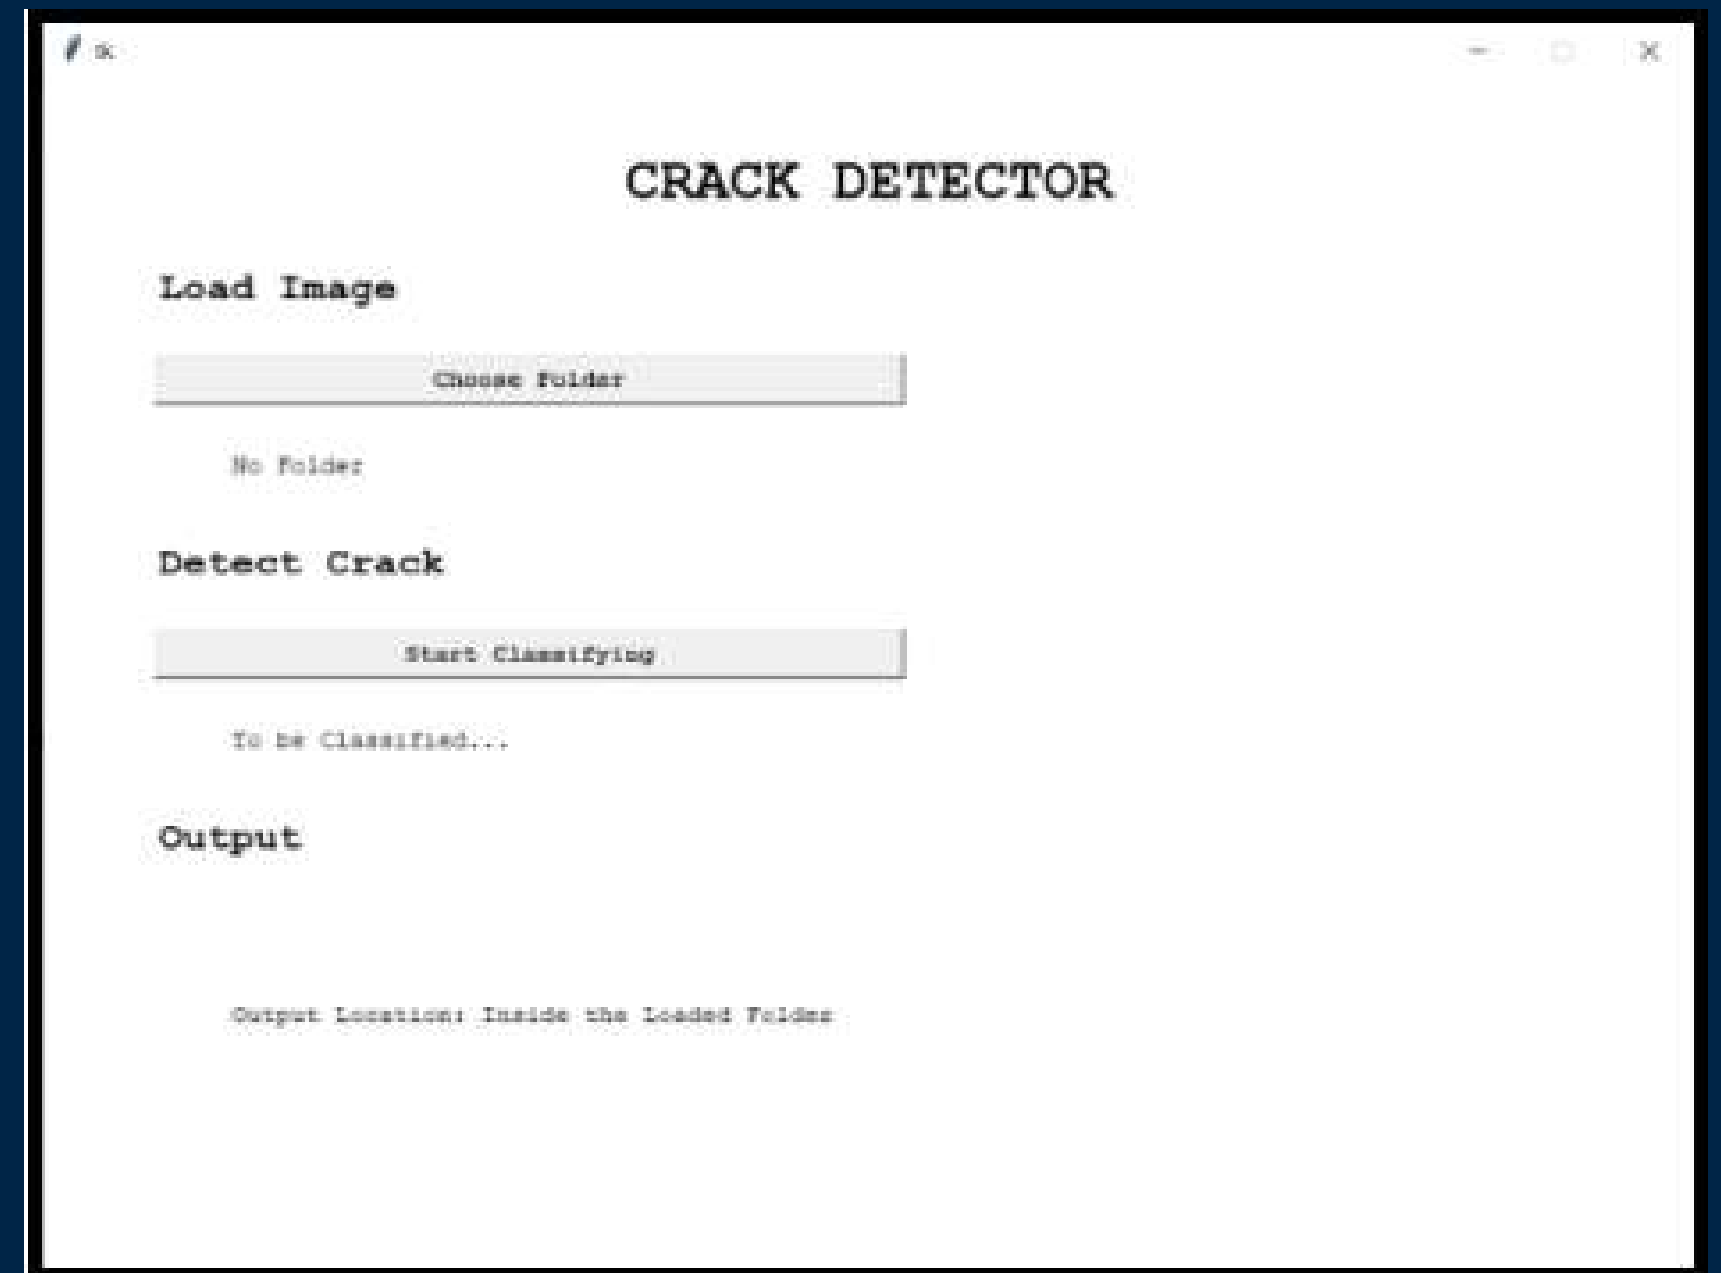 tk
CRACK DETECTOR
Load Image
Choose Folder
No Folder
Detect Crack
Start Classifying
To be Classified...
Output
Output Location: Inside the Loaded Folder